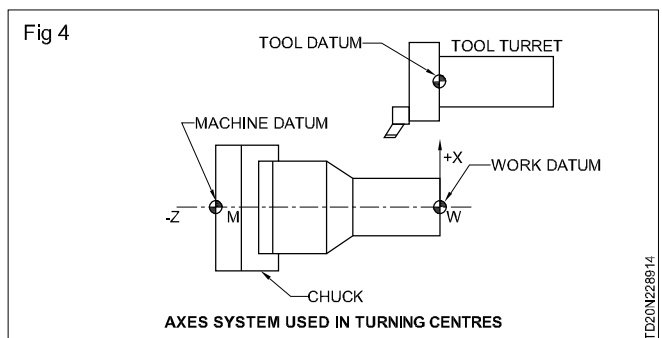 Fig 4
TOOL DATUM
TOOL TURRET
MACHINE DATUM
+X
WORK DATUM
-Z
M
W
CHUCK
AXES SYSTEM USED IN TURNING CENTRES
TD20N228914